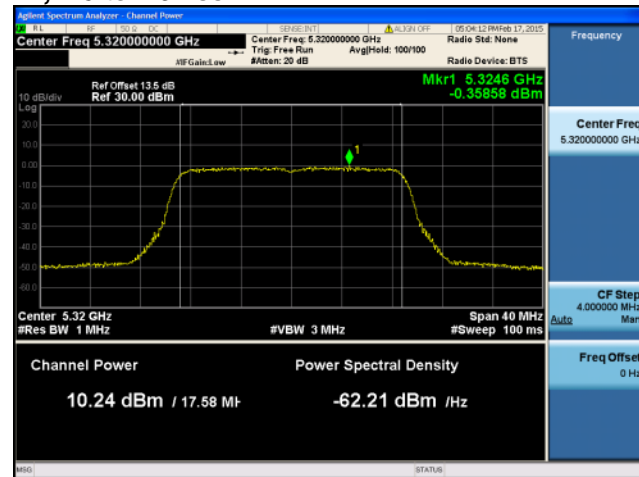 Agilent Spectrum Analyzer - Channel Power
RL RF 50 Ω DC SENSE:INT ALIGN OFF 05:04:12 PM Feb 17, 2015
Center Freq 5.320000000 GHz
Center Freq: 5.320000000 GHz
Radio Std: None
Trig: Free Run Avg|Hold: 100/100
#IFGain:Low #Atten: 20 dB Radio Device: BTS
Mkr1 5.3246 GHz
-0.35858 dBm
Ref Offset 13.5 dB
10 dB/div Ref 30.00 dBm
Log
20.0
10.0
0.00
-10.0
-20.0
-30.0
-40.0
-50.0
-60.0
1
Center 5.32 GHz Span 40 MHz
#Res BW 1 MHz #VBW 3 MHz #Sweep 100 ms
Channel Power Power Spectral Density
10.24 dBm / 17.58 MH -62.21 dBm /Hz
MSG STATUS
Frequency
Center Freq
5.320000000 GHz
CF Step
4.000000 MHz
Auto Man
Freq Offset
0 Hz